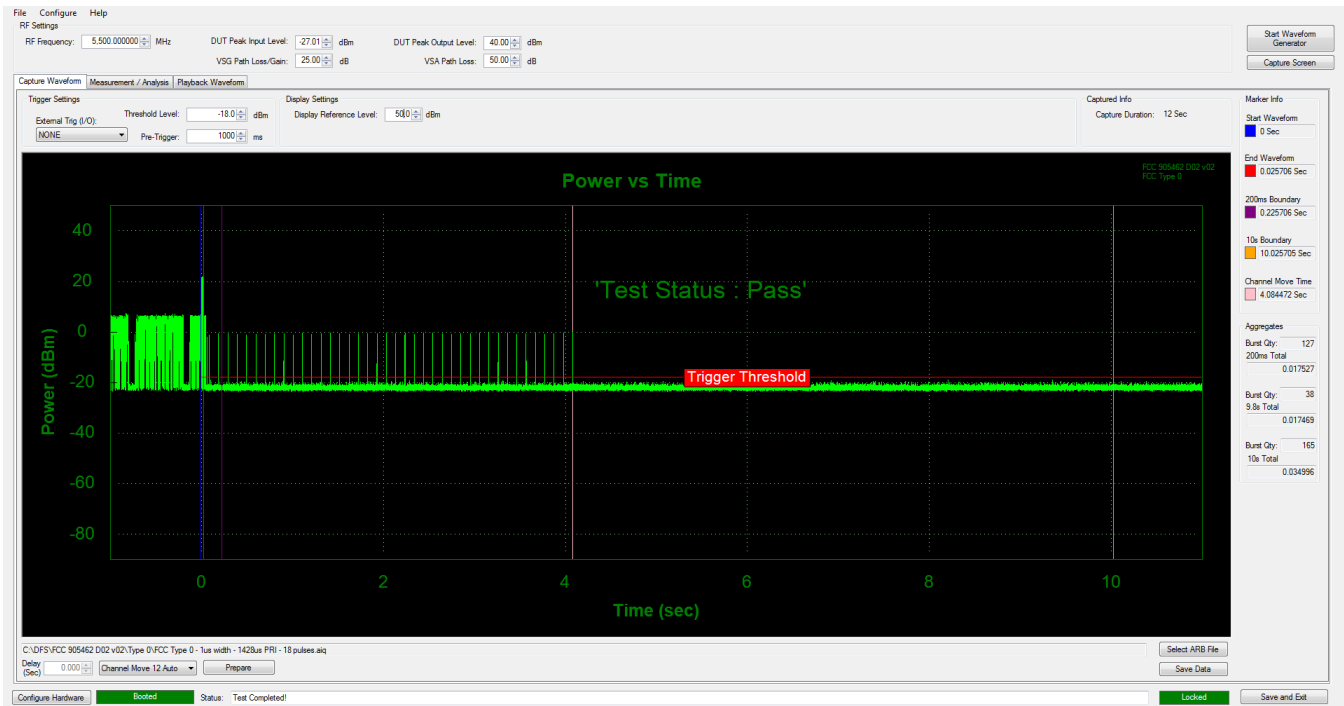 File Configure Help
RF Settings
RF Frequency: 5,500.000000 MHz DUT Peak Input Level: -27.01 dBm DUT Peak Output Level: 40.00 dBm
VSG Path Loss/Gain: 25.00 dB VSA Path Loss: 50.00 dB
Start Waveform
Generator
Capture Screen
Capture Waveform Measurement / Analysis Playback Waveform
Trigger Settings
External Trig (I/O):
NONE
Threshold Level: -18.0 dBm
Pre-Trigger: 1000 ms
Display Settings
Display Reference Level: 50.0 dBm
Captured Info
Capture Duration: 12 Sec
Power vs Time
FCC 905462 D02 v02
FCC Type 0
'Test Status : Pass'
Trigger Threshold
Power (dBm)
40
20
0
-20
-40
-60
-80
0 2 4 6 8 10
Time (sec)
Marker Info
Start Waveform
0 Sec
End Waveform
0.025706 Sec
200ms Boundary
0.225706 Sec
10s Boundary
10.025705 Sec
Channel Move Time
4.084472 Sec
Aggregates
Burst Qty: 127
200ms Total
0.017527
Burst Qty: 38
9.8s Total
0.017469
Burst Qty: 165
10s Total
0.034996
C:\DFS\FCC 905462 D02 v02\Type 0\FCC Type 0 - 1us width - 1428us PRI - 18 pulses.aiq
Select ARB File
Delay
(Sec) 0.000 Channel Move 12 Auto Prepare
Save Data
Configure Hardware Booted Status: Test Completed! Locked Save and Exit